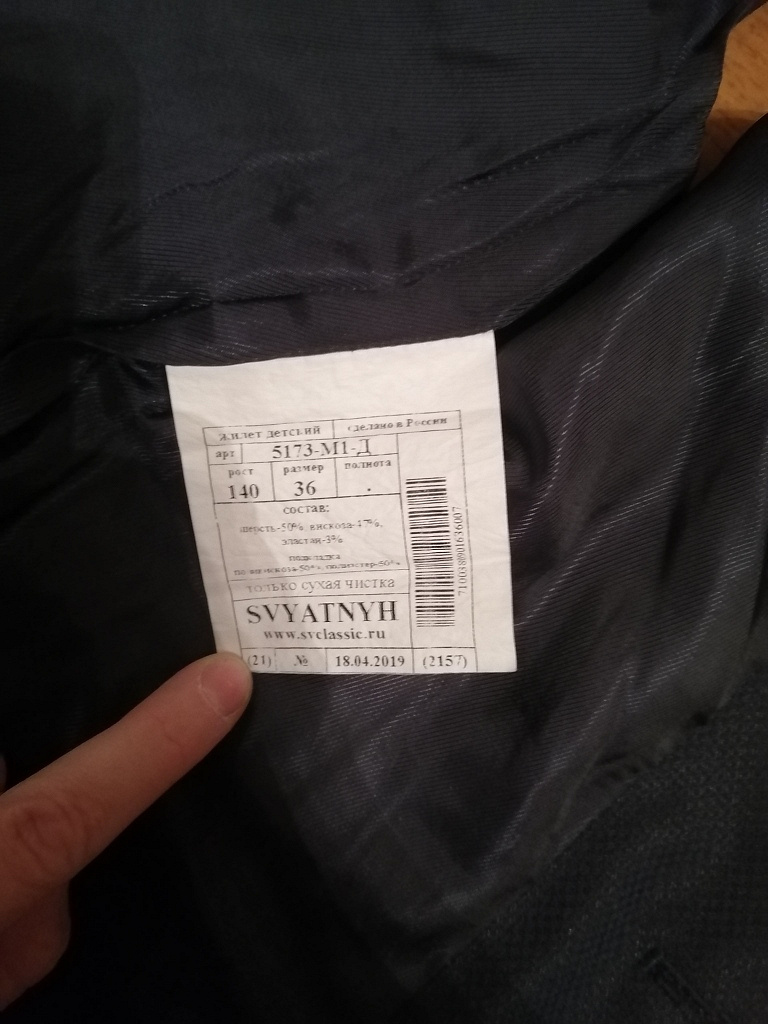 жилет детский сделано в России
арт 5173-М1-Д
рост размер полнота
140 36 .
состав:
шерсть-50%, вискоза-47%,
эластан-3%
подкладка
вискоза-50%, полиэстер-50%
только сухая чистка
SVYATNYH
www.svclassic.ru
(21) № 18.04.2019 (2157)